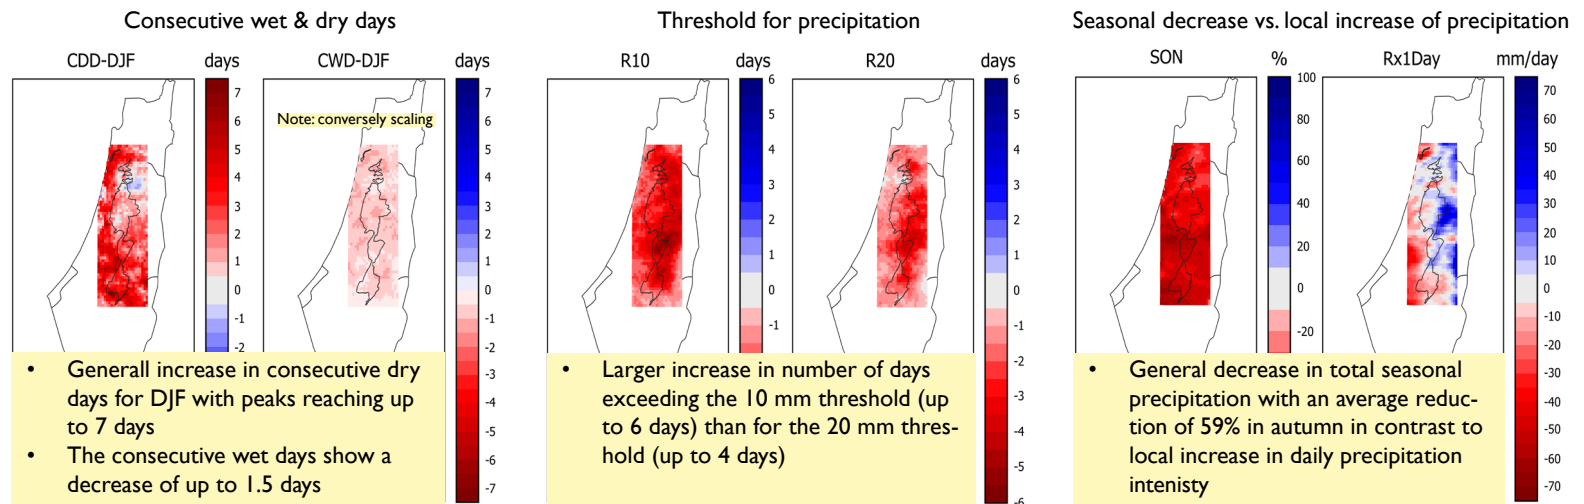 Consecutive wet & dry days
CDD-DJF
days
CWD-DJF
days
Note: conversely scaling
7
6
5
4
3
2
1
0
-1
-2
7
6
5
4
3
2
1
0
-1
-2
-3
-4
-5
-6
-7
• Generall increase in consecutive dry
days for DJF with peaks reaching up
to 7 days
• The consecutive wet days show a
decrease of up to 1.5 days
Threshold for precipitation
R10
days
R20
days
6
5
4
3
2
1
0
-1
6
5
4
3
2
1
0
-1
-2
-3
-4
-5
-6
• Larger increase in number of days
exceeding the 10 mm threshold (up
to 6 days) than for the 20 mm thres-
hold (up to 4 days)
Seasonal decrease vs. local increase of precipitation
SON
%
Rx1Day
mm/day
100
80
60
40
20
0
-20
70
60
50
40
30
20
10
0
-10
-20
-30
-40
-50
-60
-70
• General decrease in total seasonal
precipitation with an average reduc-
tion of 59% in autumn in contrast to
local increase in daily precipitation
intenisty